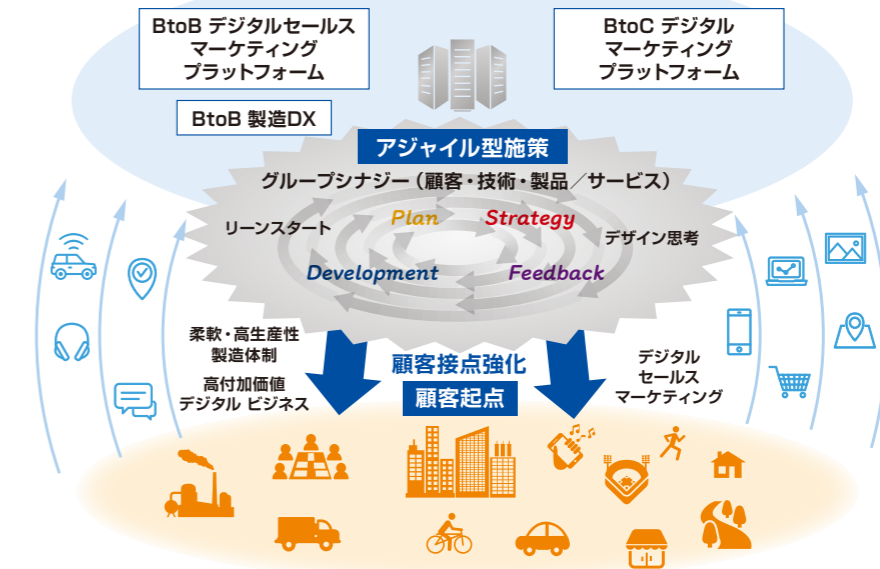 BtoB デジタルセールス
マーケティング
プラットフォーム
BtoC デジタル
マーケティング
プラットフォーム
BtoB 製造DX
アジャイル型施策
グループシナジー（顧客・技術・製品／サービス）
Plan
Strategy
リーンスタート
デザイン思考
Development
Feedback
柔軟・高生産性
製造体制
高付加価値
デジタル ビジネス
顧客接点強化
顧客起点
デジタル
セールス
マーケティング